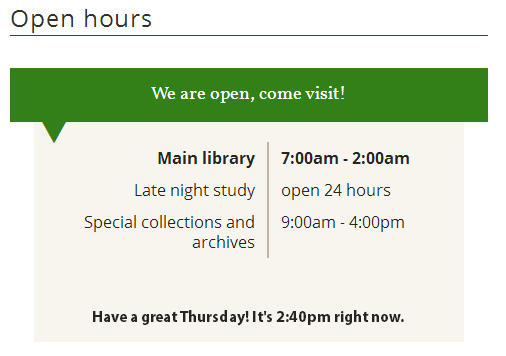 Open hours
We are open, come visit!
Main library 7:00am - 2:00am
Late night study open 24 hours
Special collections and 9:00am - 4:00pm
archives
Have a great Thursday! It's 2:40pm right now.